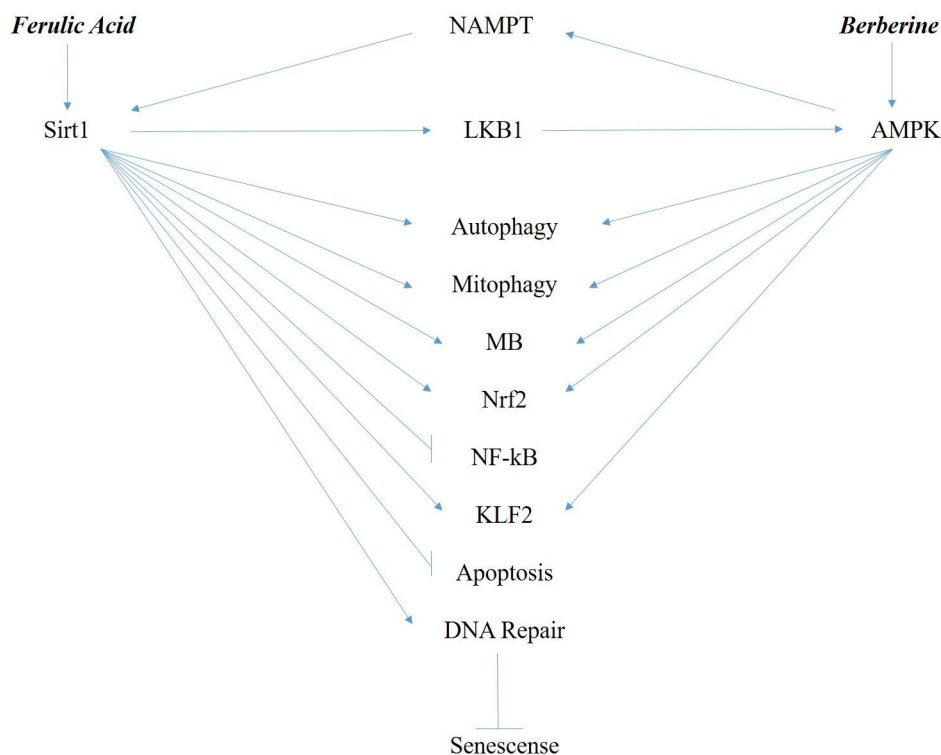 Ferulic Acid
NAMPT
Berberine
Sirt1
LKB1
AMPK
Autophagy
Mitophagy
MB
Nrf2
NF-kB
KLF2
Apoptosis
DNA Repair
Senescense